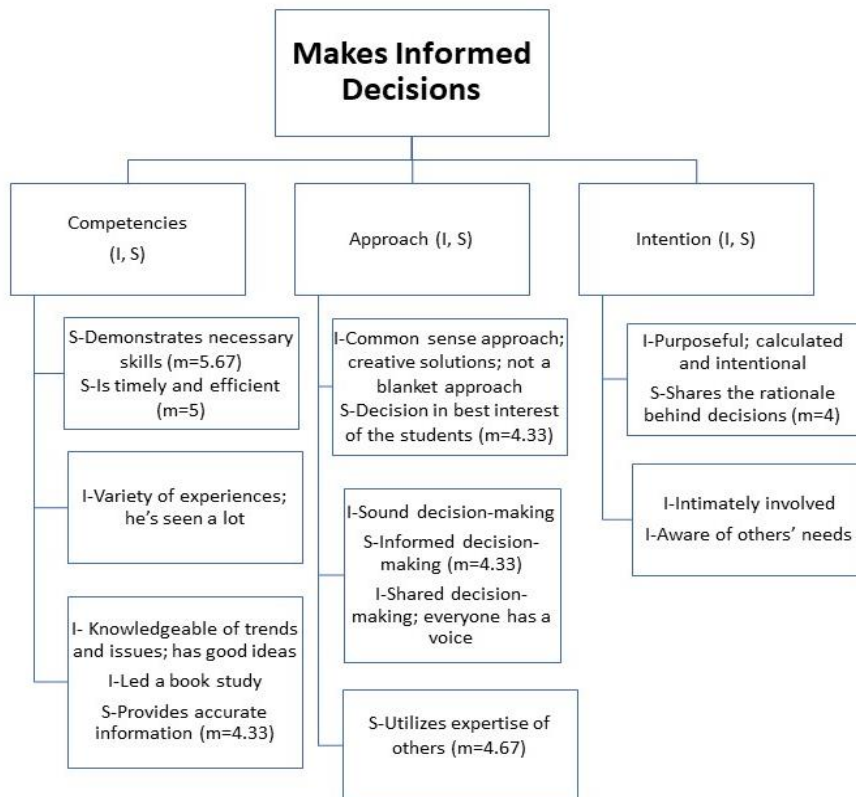 Makes Informed
Decisions
Competencies
(I, S)
S-Demonstrates necessary
skills (m=5.67)
S-Is timely and efficient
(m=5)
I-Variety of experiences;
he's seen a lot
I- Knowledgeable of trends
and issues; has good ideas
I-Led a book study
S-Provides accurate
information (m=4.33)
Approach (I, S)
I-Common sense approach;
creative solutions; not a
blanket approach
S-Decision in best interest
of the students (m=4.33)
I-Sound decision-making
S-Informed decision-
making (m=4.33)
I-Shared decision-
making; everyone has a
voice
S-Utilizes expertise of
others (m=4.67)
Intention (I, S)
I-Purposeful; calculated
and intentional
S-Shares the rationale
behind decisions (m=4)
I-Intimately involved
I-Aware of others' needs